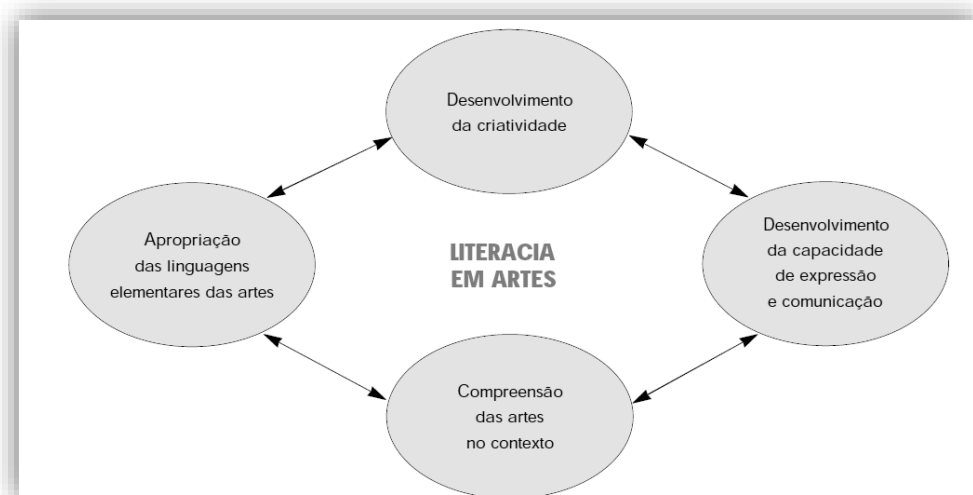 Desenvolvimento
da criatividade
Apropriação
das linguagens
elementares das artes
LITERACIA
EM ARTES
Desenvolvimento
da capacidade
de expressão
e comunicação
Compreensão
das artes
no contexto